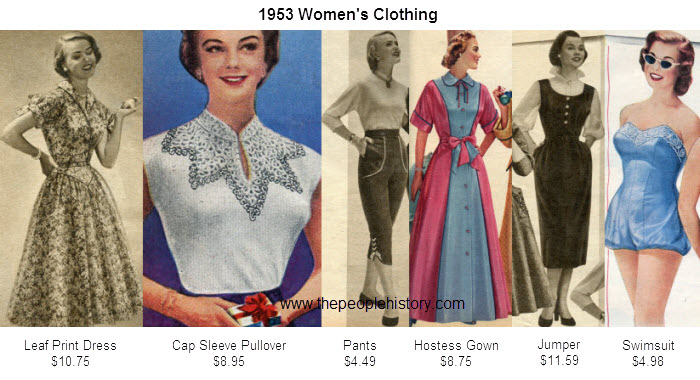 1953 Women's Clothing
www.thepeoplehistory.com
Leaf Print Dress
$10.75
Cap Sleeve Pullover
$8.95
Pants
$4.49
Hostess Gown
$8.75
Jumper
$11.59
Swimsuit
$4.98